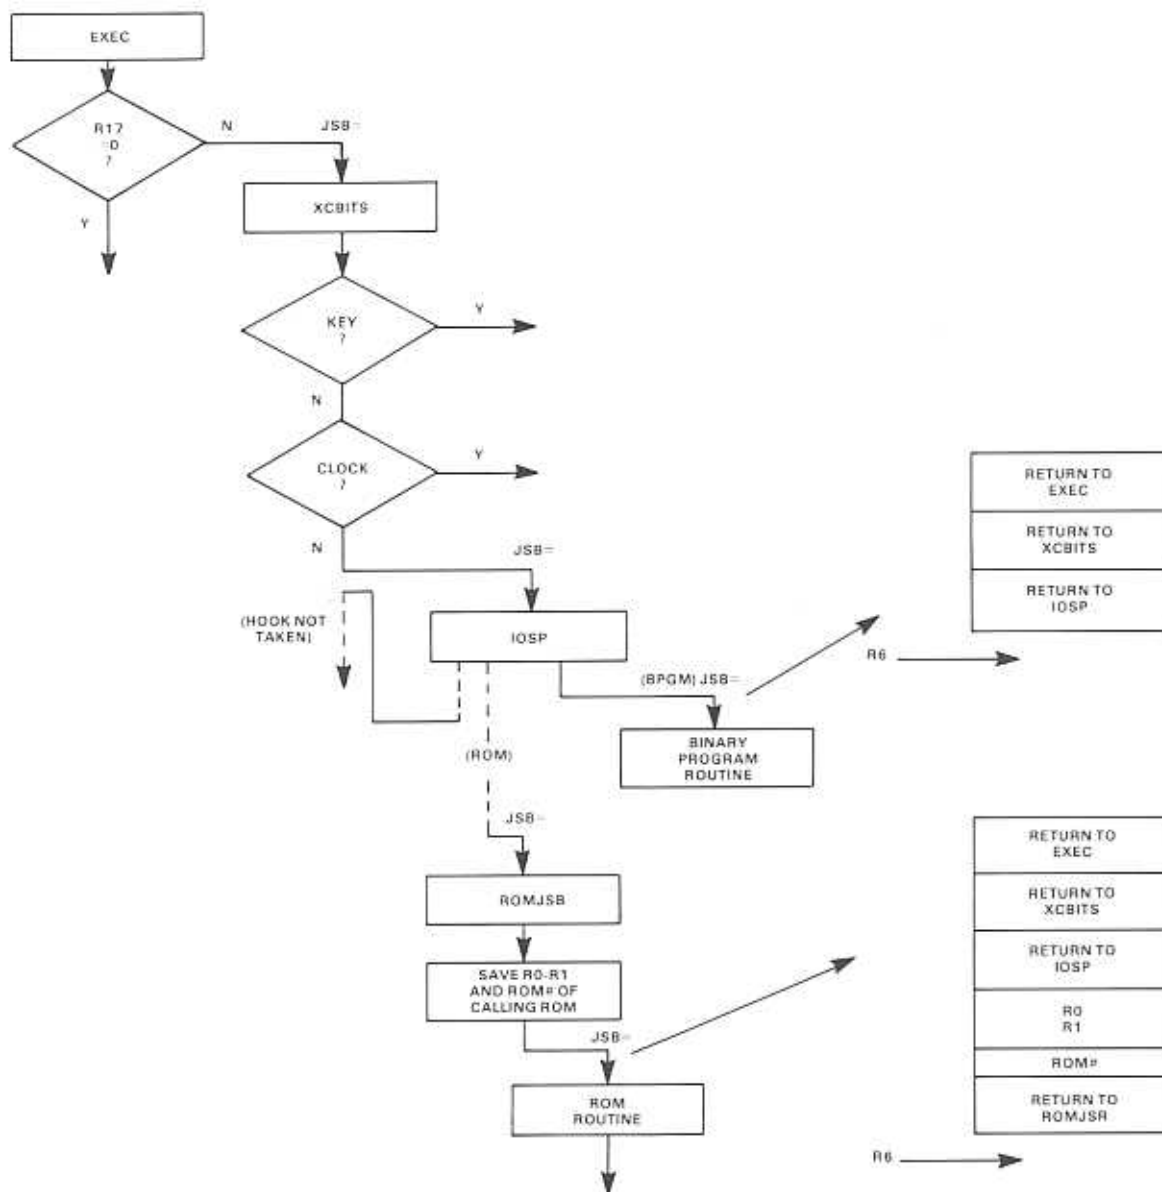 EXEC
R17
=0
?
N
JSB=
Y
XCBITS
KEY
?
Y
N
CLOCK
?
Y
N
JSB=
RETURN TO
EXEC
RETURN TO
XCBITS
RETURN TO
IOSP
(HOOK NOT
TAKEN)
IOSP
R6
(BPGM) JSB=
(ROM)
BINARY
PROGRAM
ROUTINE
JSB=
RETURN TO
EXEC
ROMJSB
RETURN TO
XCBITS
RETURN TO
IOSP
SAVE R0-R1
AND ROM# OF
CALLING ROM
R0
R1
JSB=
ROM#
ROM
ROUTINE
RETURN TO
ROMJSR
R6